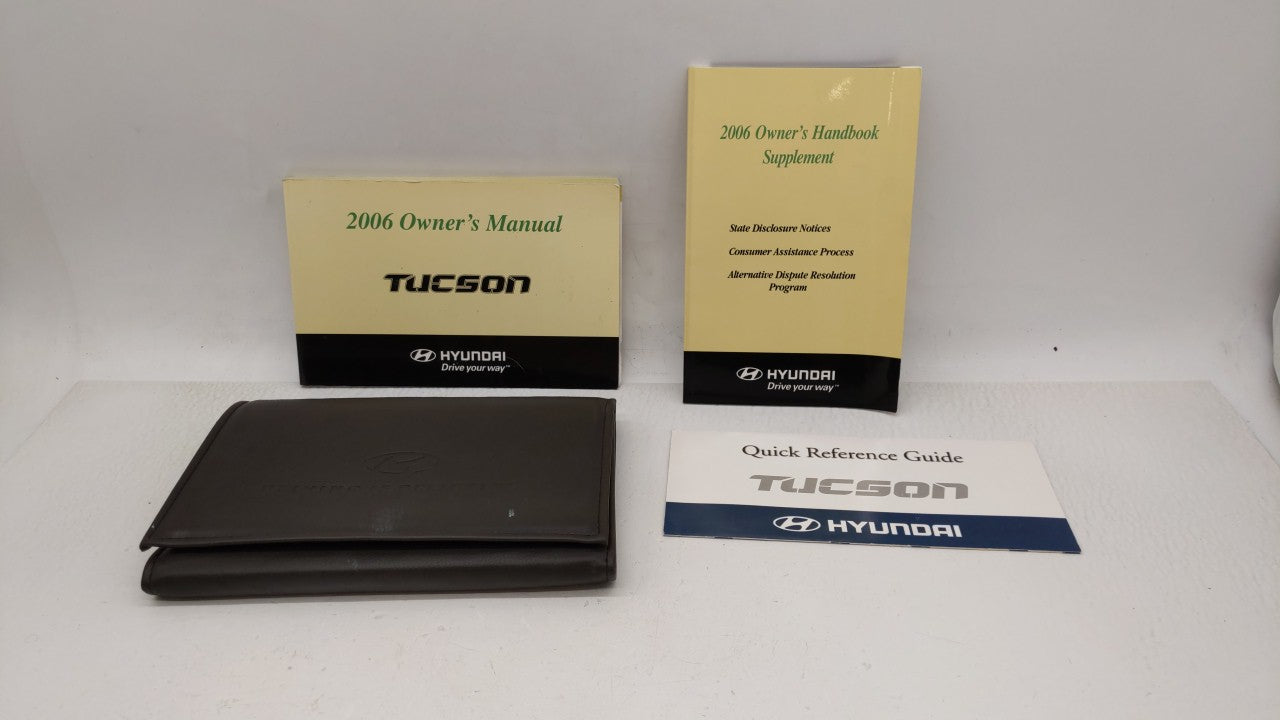 2006 Owner's Manual
TUCSON
HYUNDAI
Drive your way™
2006 Owner's Handbook
Supplement
State Disclosure Notices
Consumer Assistance Process
Alternative Dispute Resolution
Program
HYUNDAI
Drive your way™
Quick Reference Guide
TUCSON
HYUNDAI